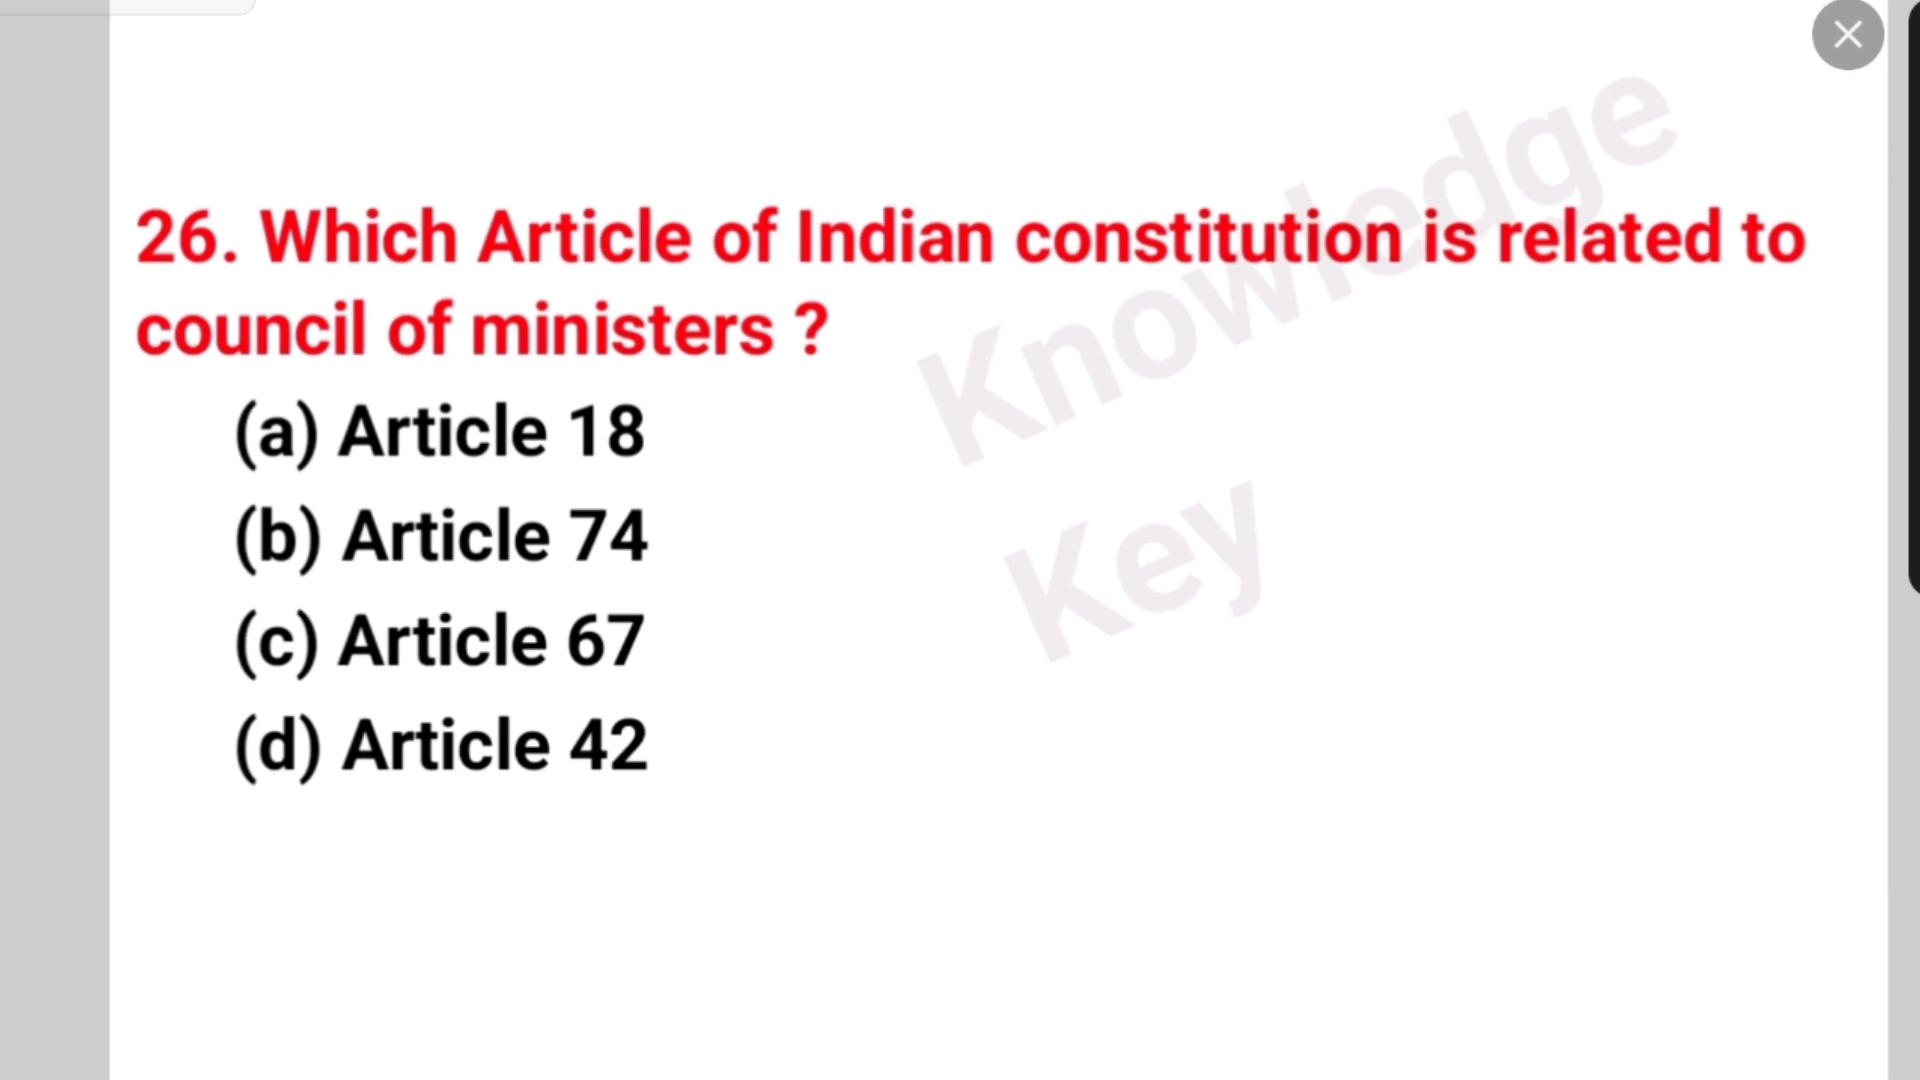 26. Which Article of Indian constitution is related to
council of ministers ?
(a) Article 18
(b) Article 74
(c) Article 67
(d) Article 42
Knowledge
Key